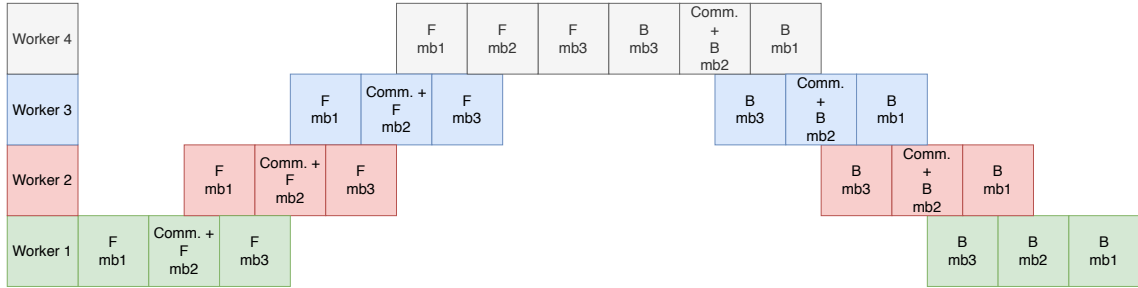 Worker 4
F
mb1
F
mb2
F
mb3
B
mb3
Comm.
+
B
mb2
B
mb1
Worker 3
F
mb1
Comm. +
F
mb2
F
mb3
B
mb3
Comm.
+
B
mb2
B
mb1
Worker 2
F
mb1
Comm. +
F
mb2
F
mb3
B
mb3
Comm.
+
B
mb2
B
mb1
Worker 1
F
mb1
Comm. +
F
mb2
F
mb3
B
mb3
B
mb2
B
mb1